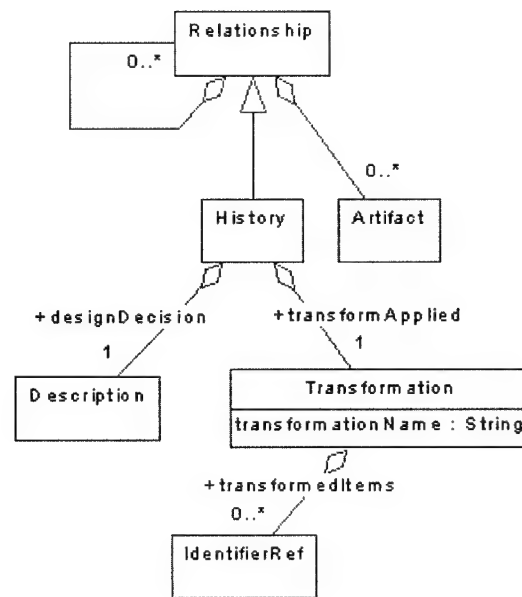 Relationship
0..*
0..*
History
Artifact
+designDecision
+transformApplied
1
1
Description
Transformation
transformationName : String
+transformedItems
0..*
IdentifierRef